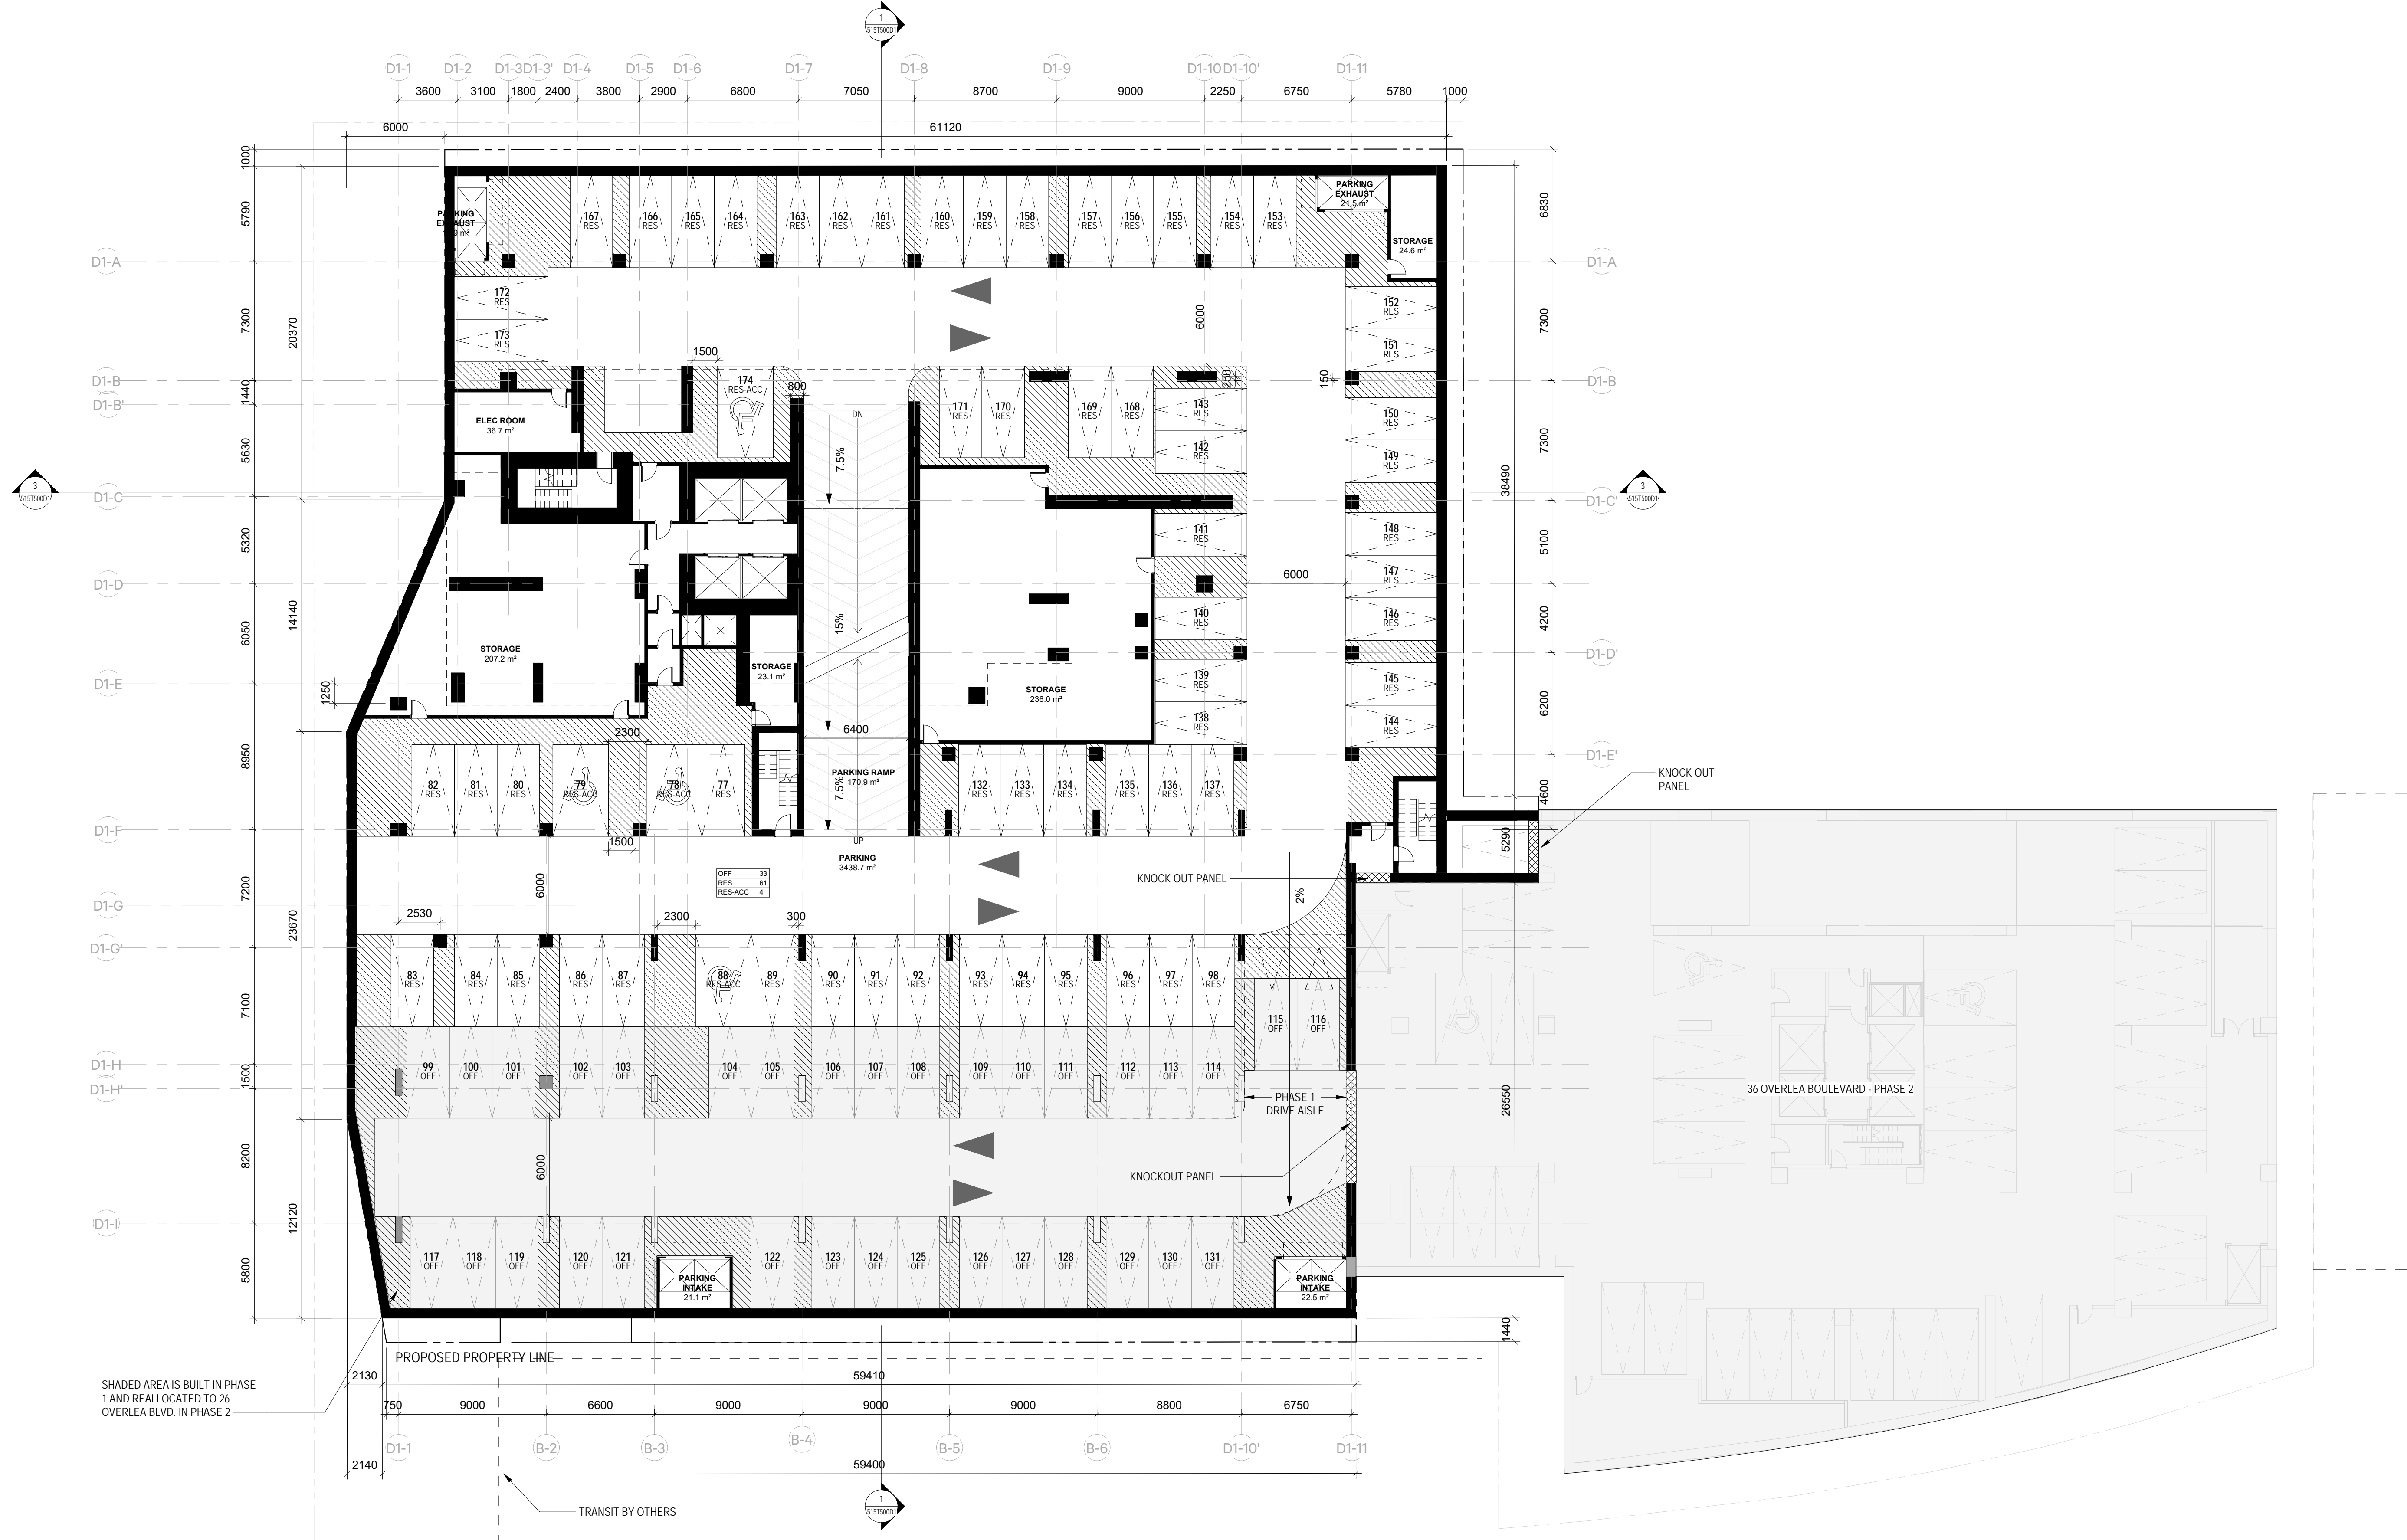 1
515T500D1
D1-1 D1-2 D1-3 D1-3' D1-4 D1-5 D1-6 D1-7 D1-8 D1-9 D1-10 D1-10' D1-11
3600 3100 1800 2400 3800 2900 6800 7050 8700 9000 2250 6750 5780 1000
6000 61120
1000
5790
7300
1440
5630
5320
6050
1250
8950
7200
7100
1500
8200
5800
20370
14140
23670
12120
D1-A
D1-B
D1-B'
D1-C
D1-D
D1-E
D1-F
D1-G
D1-G'
D1-H
D1-H'
D1-I
3
515T500D1
PARKING
EXHAUST
167 RES
166 RES
165 RES
164 RES
163 RES
162 RES
161 RES
160 RES
159 RES
158 RES
157 RES
156 RES
155 RES
154 RES
153 RES
PARKING
EXHAUST
21.5 m²
STORAGE
24.6 m²
172 RES
173 RES
6000
152 RES
151 RES
1500
174
RES-ACC
800
250
150
171 RES
170 RES
169 RES
168 RES
143 RES
142 RES
150 RES
149 RES
ELEC ROOM
36.7 m²
DN
7.5%
15%
7.5%
141 RES
148 RES
6000
147 RES
140 RES
146 RES
STORAGE
207.2 m²
STORAGE
23.1 m²
STORAGE
236.0 m²
139 RES
138 RES
145 RES
144 RES
2300
6400
82 RES
81 RES
80 RES
79 RES-ACC
78 RES-ACC
77 RES
PARKING RAMP
170.9 m²
132 RES
133 RES
134 RES
135 RES
136 RES
137 RES
1500
UP
PARKING
3438.7 m²
6000
OFF 33
RES 61
RES-ACC 4
KNOCK OUT PANEL
2%
KNOCK OUT
PANEL
2530
2300
300
83 RES
84 RES
85 RES
86 RES
87 RES
88 RES-ACC
89 RES
90 RES
91 RES
92 RES
93 RES
94 RES
95 RES
96 RES
97 RES
98 RES
115 OFF
116 OFF
99 OFF
100 OFF
101 OFF
102 OFF
103 OFF
104 OFF
105 OFF
106 OFF
107 OFF
108 OFF
109 OFF
110 OFF
111 OFF
112 OFF
113 OFF
114 OFF
PHASE 1
DRIVE AISLE
6000
KNOCKOUT PANEL
117 OFF
118 OFF
119 OFF
120 OFF
121 OFF
122 OFF
123 OFF
124 OFF
125 OFF
126 OFF
127 OFF
128 OFF
129 OFF
130 OFF
131 OFF
PARKING
INTAKE
21.1 m²
PARKING
INTAKE
22.5 m²
36 OVERLEA BOULEVARD - PHASE 2
6830
7300
7300
5100
4200
6200
4600
38490
5290
26550
1440
D1-A
D1-B
D1-C'
D1-D'
D1-E'
3
515T500D1
PROPOSED PROPERTY LINE
SHADED AREA IS BUILT IN PHASE
1 AND REALLOCATED TO 26
OVERLEA BLVD. IN PHASE 2
2130 59410
750 9000 6600 9000 9000 9000 8800 6750
D1-1 B-2 B-3 B-4 B-5 B-6 D1-10' D1-11
2140 59400
TRANSIT BY OTHERS
1
515T500D1